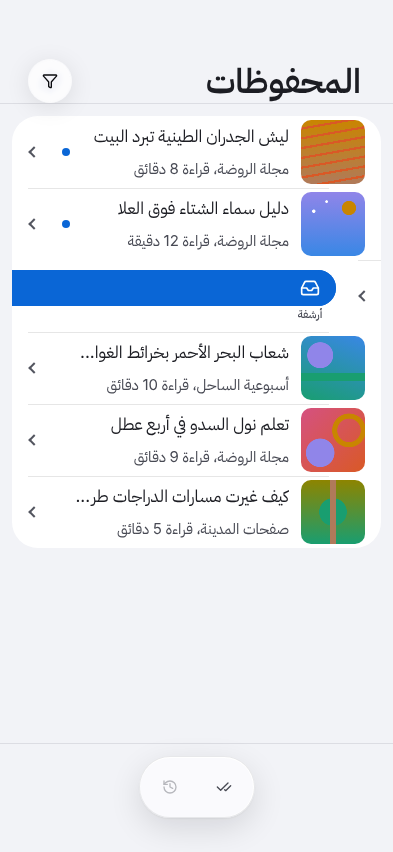 المحفوظات
ليش الجدران الطينية تبرد البيت
مجلة الروضة، قراءة 8 دقائق
دليل سماء الشتاء فوق العلا
مجلة الروضة، قراءة 12 دقيقة
أرشفة
شعاب البحر الأحمر بخرائط الغوا...
أسبوعية الساحل، قراءة 10 دقائق
تعلم نول السدو في أربع عطل
مجلة الروضة، قراءة 9 دقائق
كيف غيرت مسارات الدراجات طر...
صفحات المدينة، قراءة 5 دقائق